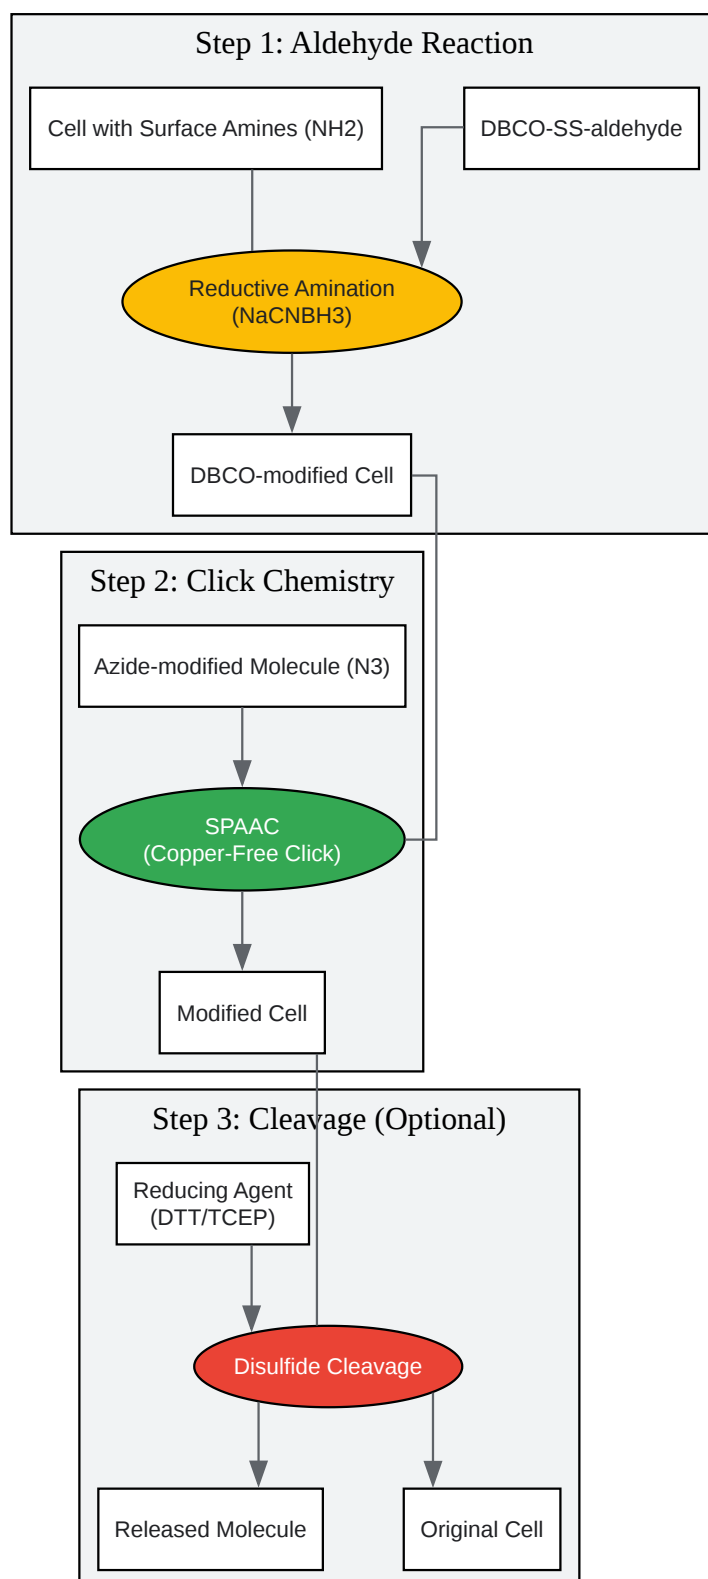 Step 1: Aldehyde Reaction
Cell with Surface Amines (NH2)
DBCO-SS-aldehyde
Reductive Amination
(NaCNBH3)
DBCO-modified Cell
Step 2: Click Chemistry
Azide-modified Molecule (N3)
SPAAC
(Copper-Free Click)
Modified Cell
Step 3: Cleavage (Optional)
Reducing Agent
(DTT/TCEP)
Disulfide Cleavage
Released Molecule
Original Cell